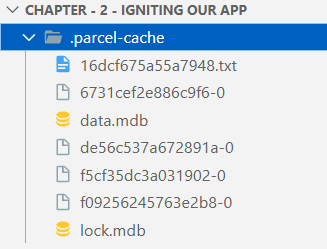 CHAPTER - 2 - IGNITING OUR APP
.parcel-cache
16dcf675a55a7948.txt
6731cef2e886c9f6-0
data.mdb
de56c537a672891a-0
f5cf35dc3a031902-0
f09256245763e2b8-0
lock.mdb